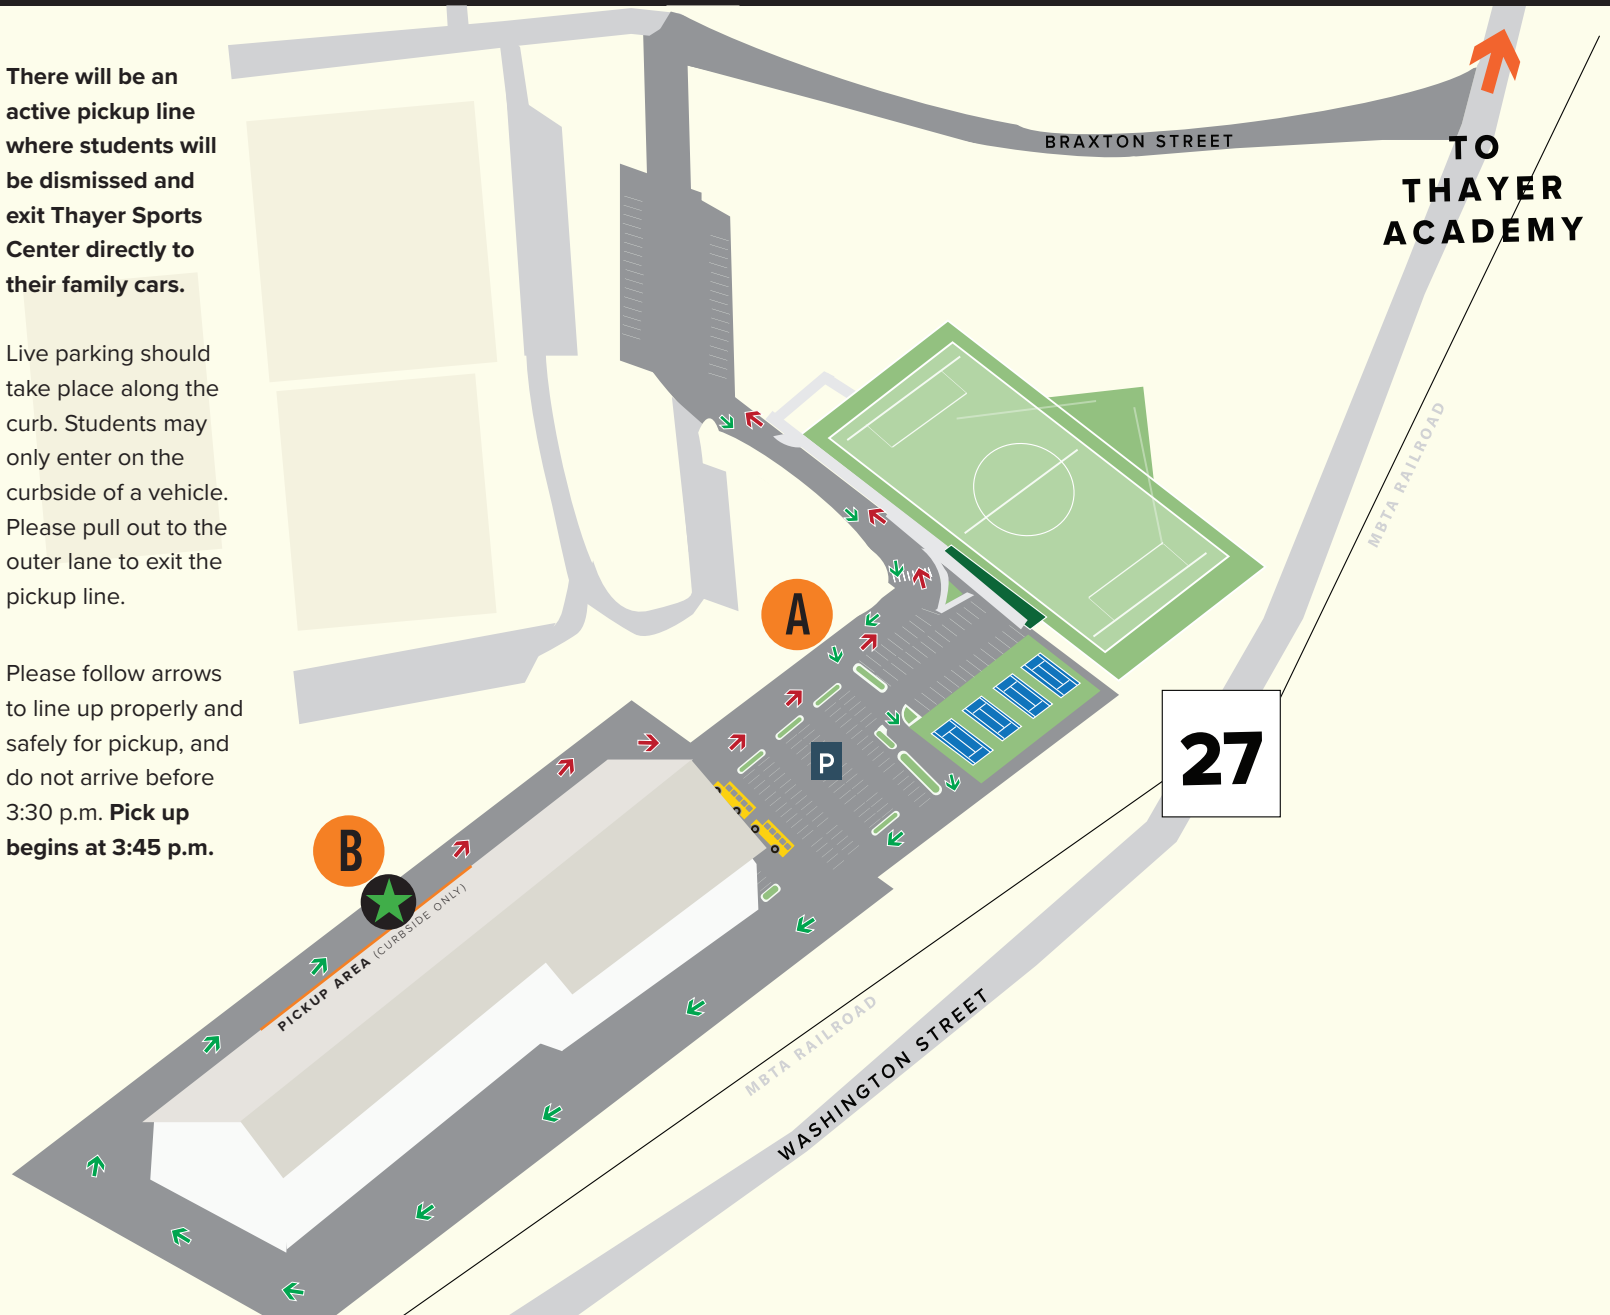 There will be an
active pickup line
where students will
be dismissed and
exit Thayer Sports
Center directly to
their family cars.
Live parking should
take place along the
curb. Students may
only enter on the
curbside of a vehicle.
Please pull out to the
outer lane to exit the
pickup line.
Please follow arrows
to line up properly and
safely for pickup, and
do not arrive before
3:30 p.m. Pick up
begins at 3:45 p.m.
BRAXTON STREET
TO
THAYER
ACADEMY
MBTA RAILROAD
A
27
P
B
PICKUP AREA (CURBSIDE ONLY)
MBTA RAILROAD
WASHINGTON STREET